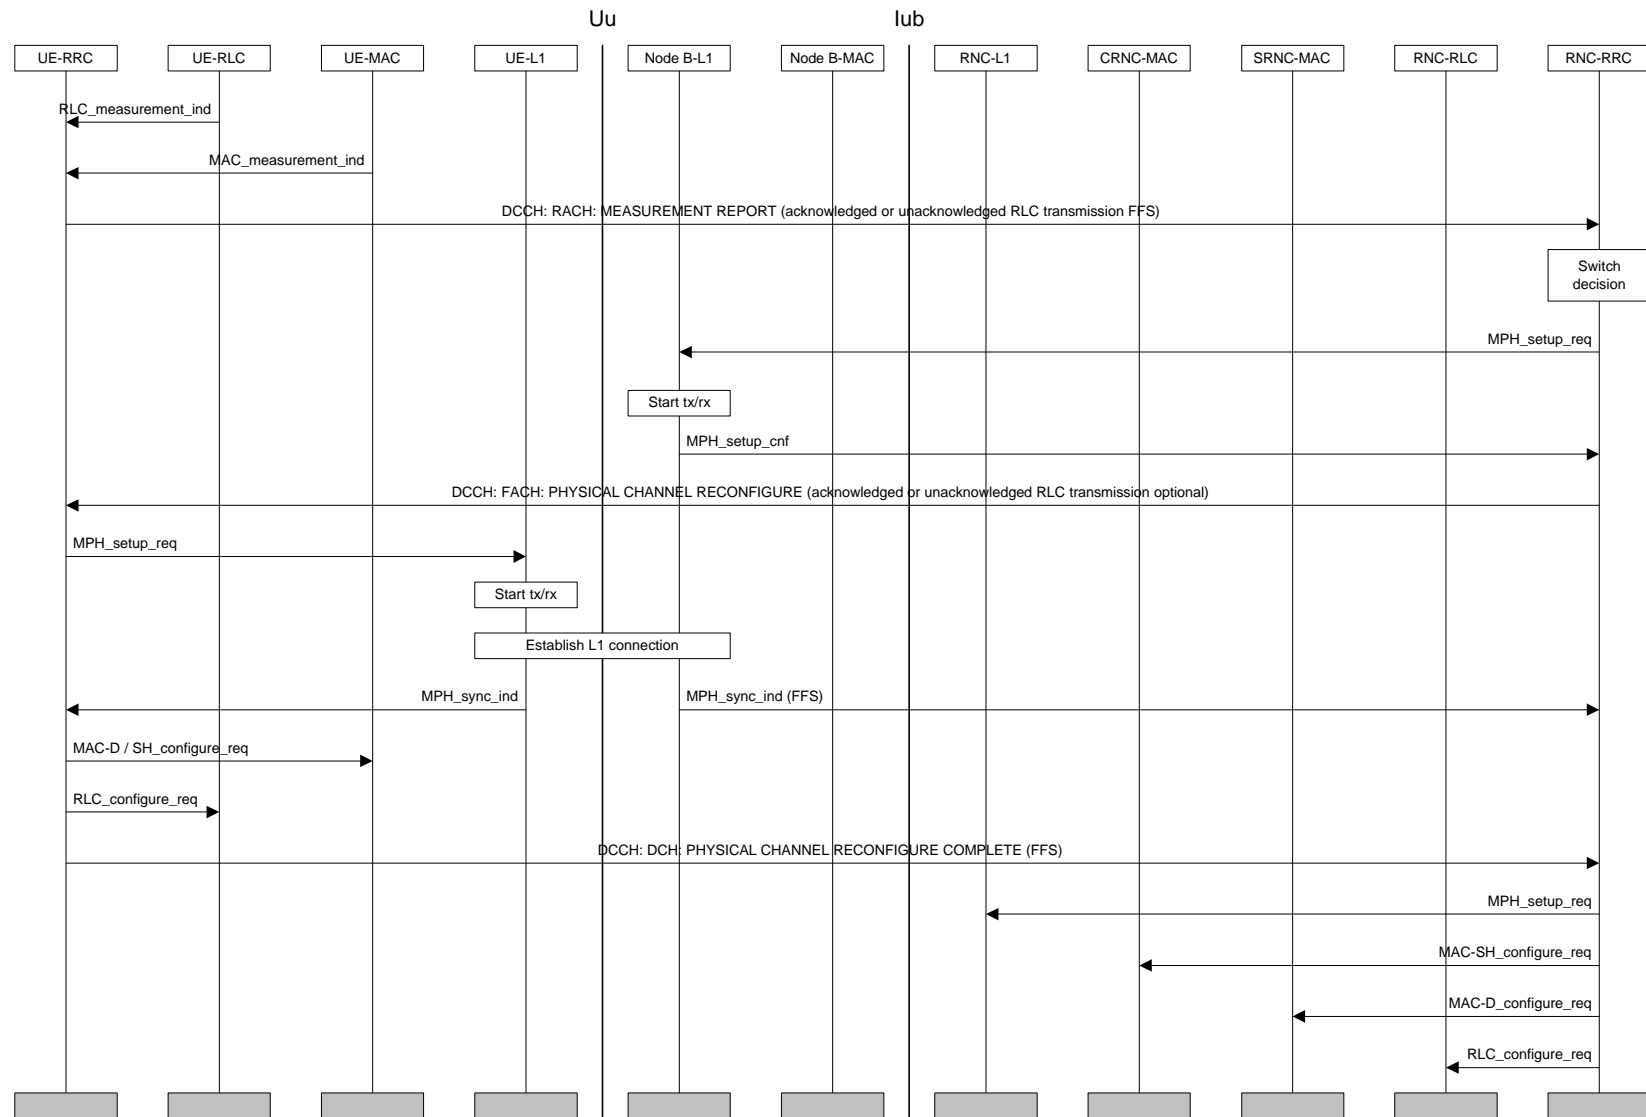 Uu
Iub
UE-RRC
UE-RLC
UE-MAC
UE-L1
Node B-L1
Node B-MAC
RNC-L1
CRNC-MAC
SRNC-MAC
RNC-RLC
RNC-RRC
RLC_measurement_ind
MAC_measurement_ind
DCCH: RACH: MEASUREMENT REPORT (acknowledged or unacknowledged RLC transmission FFS)
Switch
decision
MPH_setup_req
Start tx/rx
MPH_setup_cnf
DCCH: FACH: PHYSICAL CHANNEL RECONFIGURE (acknowledged or unacknowledged RLC transmission optional)
MPH_setup_req
Start tx/rx
Establish L1 connection
MPH_sync_ind
MPH_sync_ind (FFS)
MAC-D / SH_configure_req
RLC_configure_req
DCCH: DCH: PHYSICAL CHANNEL RECONFIGURE COMPLETE (FFS)
MPH_setup_req
MAC-SH_configure_req
MAC-D_configure_req
RLC_configure_req